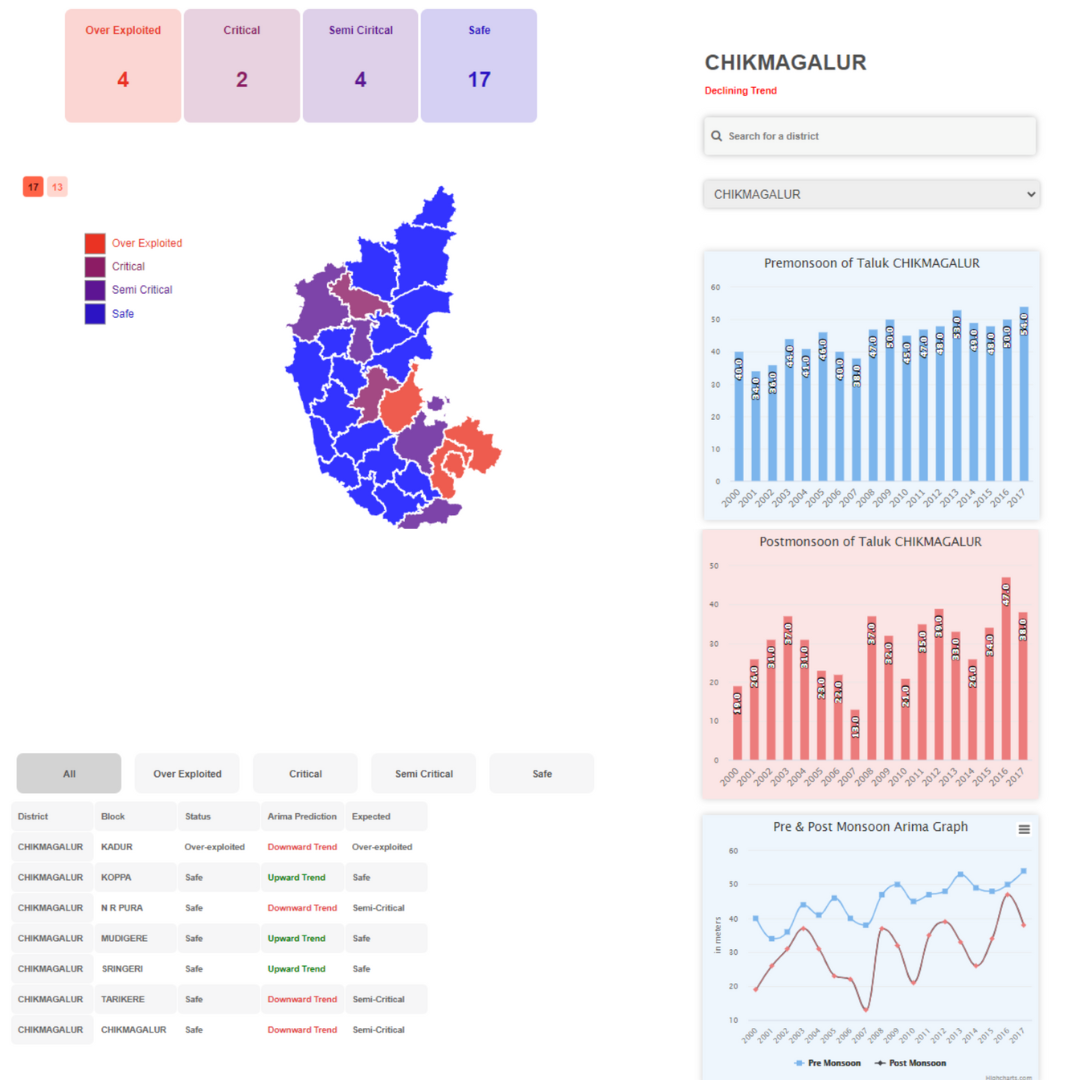 Over Exploited
4
Critical
2
Semi Ciritcal
4
Safe
17
17 13
Over Exploited
Critical
Semi Critical
Safe
All Over Exploited Critical Semi Critical Safe
District Block Status Arima Prediction Expected
CHIKMAGALUR KADUR Over-exploited Downward Trend Over-exploited
CHIKMAGALUR KOPPA Safe Upward Trend Safe
CHIKMAGALUR N R PURA Safe Downward Trend Semi-Critical
CHIKMAGALUR MUDIGERE Safe Upward Trend Safe
CHIKMAGALUR SRINGERI Safe Upward Trend Safe
CHIKMAGALUR TARIKERE Safe Downward Trend Semi-Critical
CHIKMAGALUR CHIKMAGALUR Safe Downward Trend Semi-Critical
CHIKMAGALUR
Declining Trend
Search for a district
CHIKMAGALUR
Premonsoon of Taluk CHIKMAGALUR
60
50
40
30
20
10
0
40.0 34.0 36.0 44.0 41.0 46.0 40.0 38.0 47.0 50.0 45.0 47.0 48.0 53.0 49.0 48.0 50.0 54.0
2000 2001 2002 2003 2004 2005 2006 2007 2008 2009 2010 2011 2012 2013 2014 2015 2016 2017
Postmonsoon of Taluk CHIKMAGALUR
50
40
30
20
10
0
19.0 26.0 31.0 37.0 31.0 23.0 22.0 13.0 37.0 32.0 21.0 35.0 39.0 33.0 26.0 34.0 47.0 38.0
2000 2001 2002 2003 2004 2005 2006 2007 2008 2009 2010 2011 2012 2013 2014 2015 2016 2017
Pre & Post Monsoon Arima Graph
in meters
60
50
40
30
20
10
2000 2001 2002 2003 2004 2005 2006 2007 2008 2009 2010 2011 2012 2013 2014 2015 2016 2017
Pre Monsoon Post Monsoon
Highcharts.com